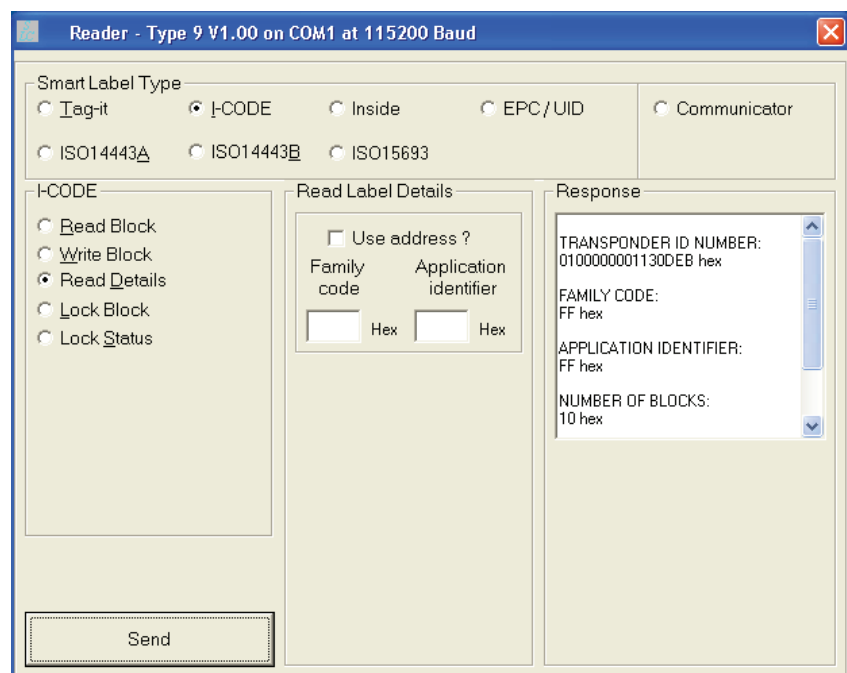 Reader - Type 9 V1.00 on COM1 at 115200 Baud
Smart Label Type
Tag-it I-CODE Inside EPC / UID Communicator
ISO14443A ISO14443B ISO15693
I-CODE
Read Block
Write Block
Read Details
Lock Block
Lock Status
Read Label Details
Use address ?
Family code
Application identifier
Hex Hex
Response
TRANSPONDER ID NUMBER:
0100000001130DEB hex
FAMILY CODE:
FF hex
APPLICATION IDENTIFIER:
FF hex
NUMBER OF BLOCKS:
10 hex
Send